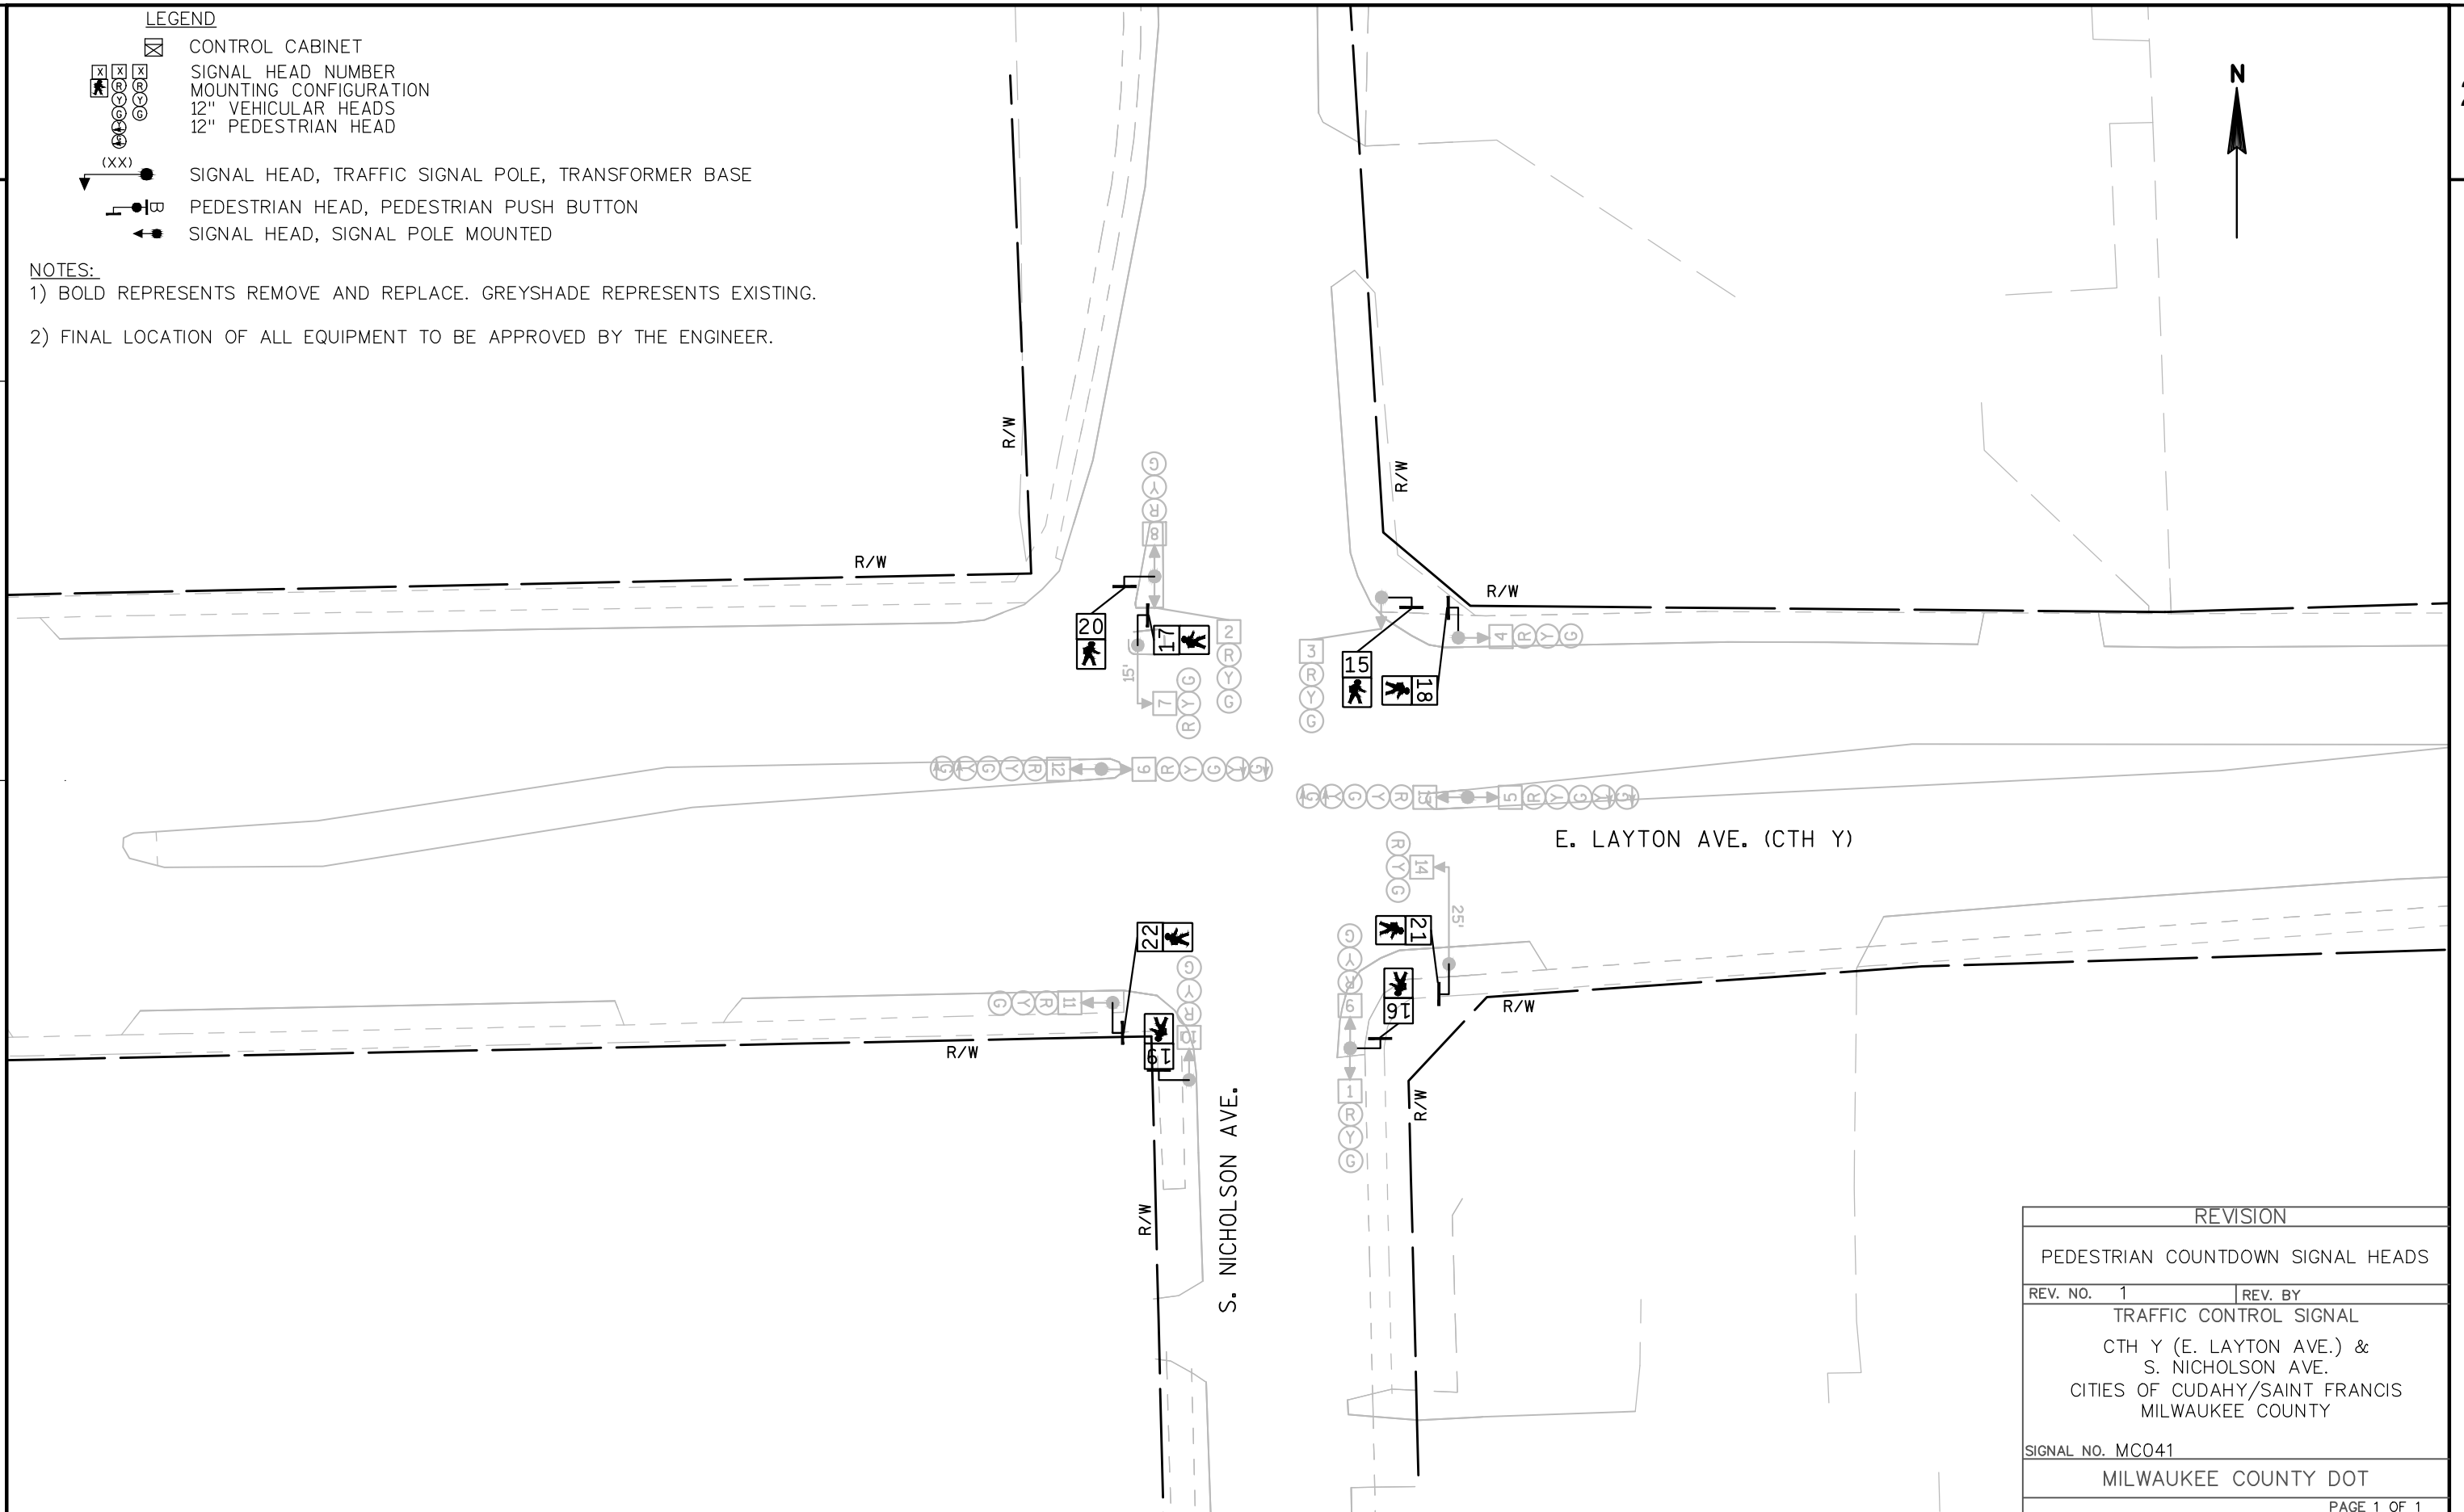 LEGEND
CONTROL CABINET
X X X
R R
Y Y
G G
Y
G
SIGNAL HEAD NUMBER
MOUNTING CONFIGURATION
12" VEHICULAR HEADS
12" PEDESTRIAN HEAD
(XX)
SIGNAL HEAD, TRAFFIC SIGNAL POLE, TRANSFORMER BASE
B
PEDESTRIAN HEAD, PEDESTRIAN PUSH BUTTON
SIGNAL HEAD, SIGNAL POLE MOUNTED
NOTES:
1) BOLD REPRESENTS REMOVE AND REPLACE. GREYSHADE REPRESENTS EXISTING.
2) FINAL LOCATION OF ALL EQUIPMENT TO BE APPROVED BY THE ENGINEER.
N
R/W
R/W
R/W
R/W
8 R Y G
20
17
2 R Y G
15'
7
R Y G
3 R Y G
15
18
4 R Y G
12 R Y G Y G
9 R Y G Y G
13 R Y G Y G
5 R Y G Y G
E. LAYTON AVE. (CTH Y)
14
R Y G
25'
22
21
16
6 R Y G
1 R Y G
11 R Y G
10 R Y G
19
R/W
R/W
R/W
R/W
S. NICHOLSON AVE.
REVISION
PEDESTRIAN COUNTDOWN SIGNAL HEADS
REV. NO. 1 REV. BY
TRAFFIC CONTROL SIGNAL
CTH Y (E. LAYTON AVE.) &
S. NICHOLSON AVE.
CITIES OF CUDAHY/SAINT FRANCIS
MILWAUKEE COUNTY
SIGNAL NO. MC041
MILWAUKEE COUNTY DOT
PAGE 1 OF 1